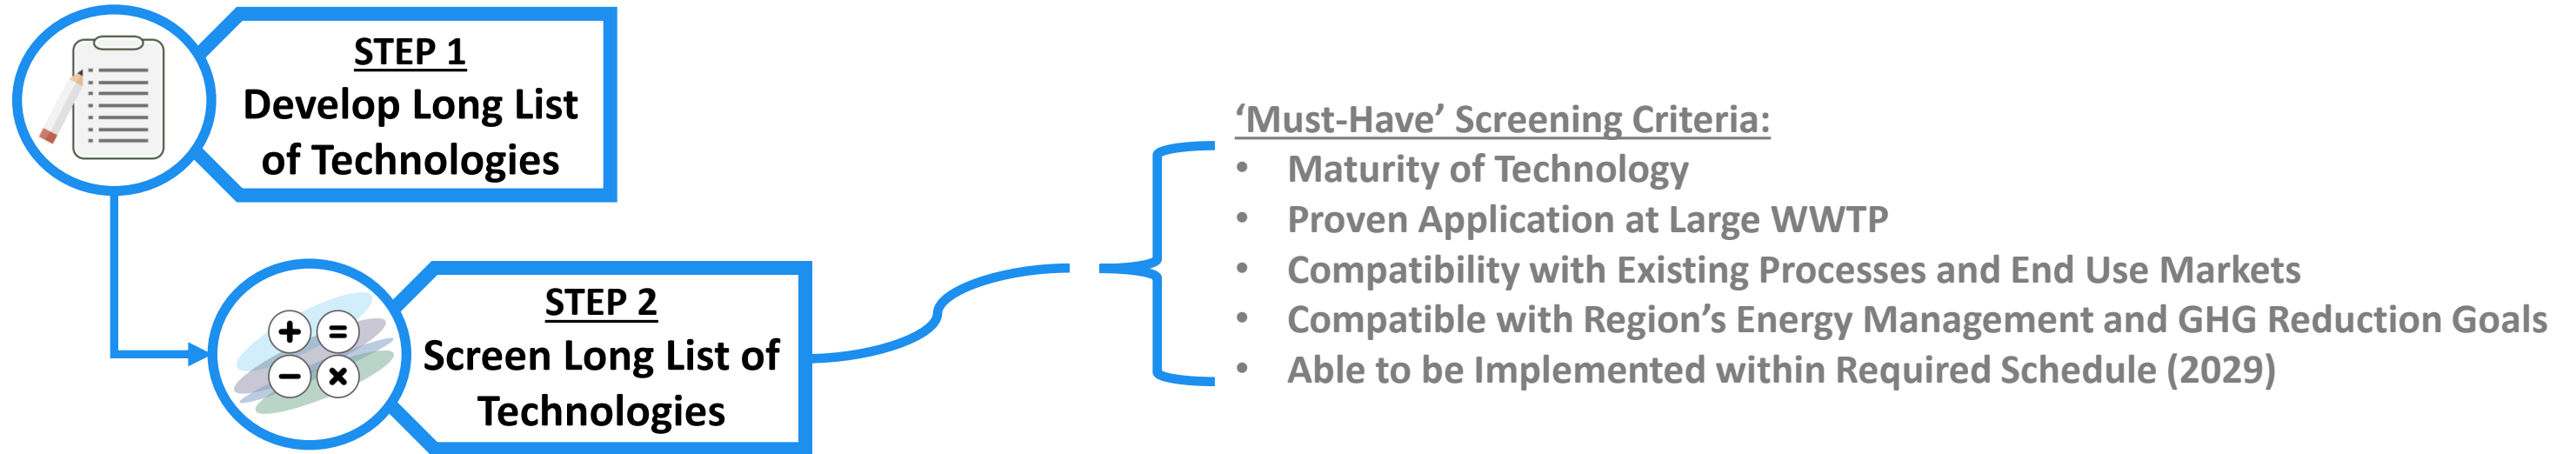 STEP 1
Develop Long List
of Technologies
STEP 2
Screen Long List of
Technologies
‘Must-Have’ Screening Criteria:
• Maturity of Technology
• Proven Application at Large WWTP
• Compatibility with Existing Processes and End Use Markets
• Compatible with Region’s Energy Management and GHG Reduction Goals
• Able to be Implemented within Required Schedule (2029)